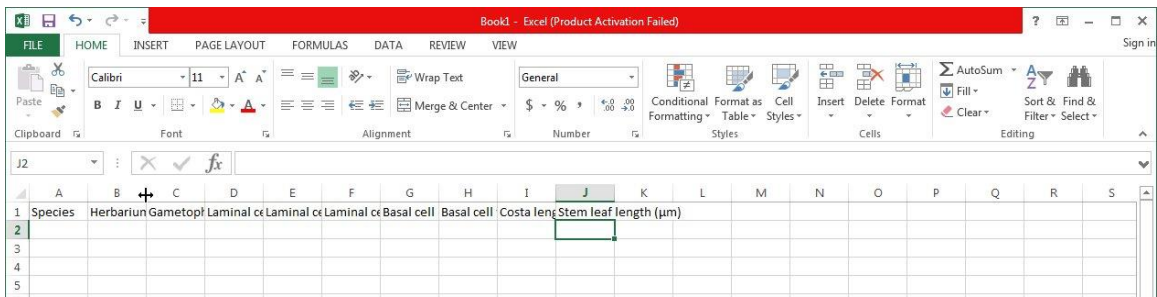 Book1 - Excel (Product Activation Failed)
FILE HOME INSERT PAGE LAYOUT FORMULAS DATA REVIEW VIEW Sign in
Calibri 11 A A Wrap Text General AutoSum
Paste B I U A Merge & Center $ % , .0 .00 Conditional Format as Cell Insert Delete Format Fill Sort & Find &
Formatting Table Styles Clear Filter Select
Clipboard Font Alignment Number Styles Cells Editing
J2 fx
A B C D E F G H I J K L M N O P Q R S
1 Species Herbariun Gametoph Laminal ce Laminal ce Laminal ce Basal cell Basal cell Costa leng Stem leaf length (µm)
2
3
4
5